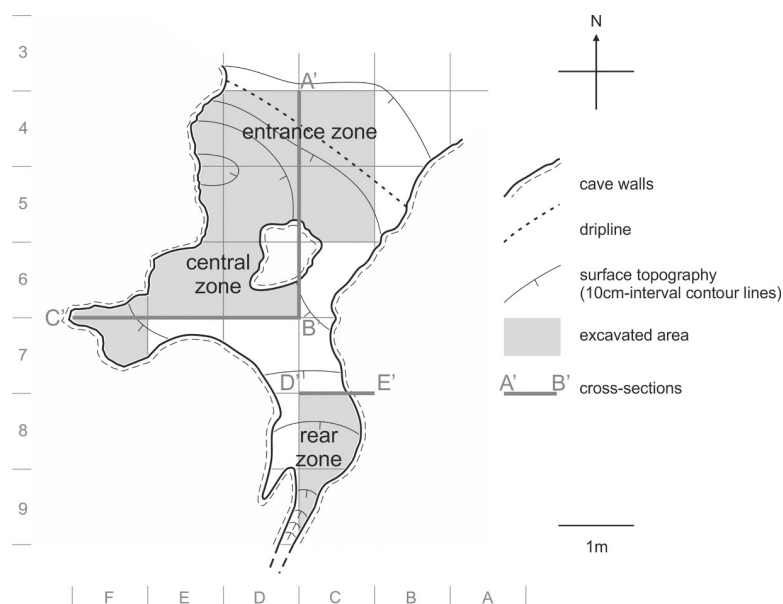 N
3
A'
4
entrance zone
cave walls
5
dripline
central
zone
6
surface topography
(10cm-interval contour lines)
C'
B'
excavated area
7
D'
E'
A'
B'
cross-sections
8
rear
zone
9
1m
F
E
D
C
B
A